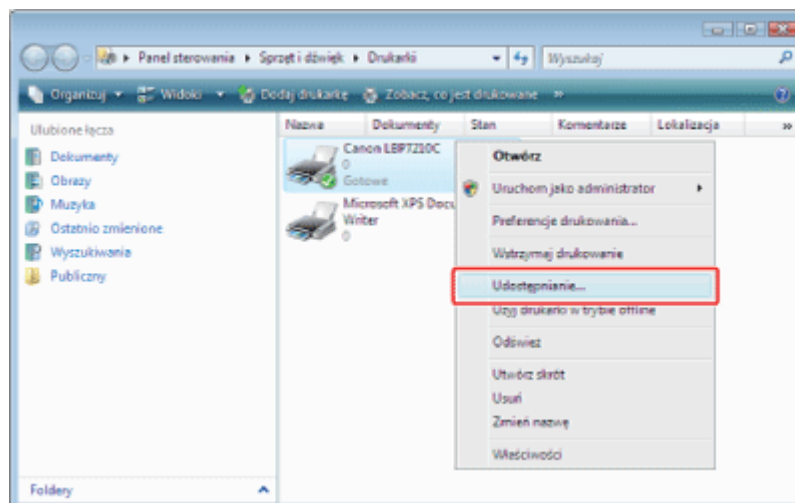 Panel sterowania ▸ Sprzęt i dźwięk ▸ Drukarki
Wyszukaj
Organizuj Widoki Dodaj drukarkę Zobacz, co jest drukowane »
Ulubione łącza
Dokumenty
Obrazy
Muzyka
Ostatnio zmienione
Wyszukiwania
Publiczny
Foldery
Nazwa Dokumenty Stan Komentarze Lokalizacja »
Canon LBP7210C
0
Gotowe
Microsoft XPS Docu
Writer
0
Otwórz
Uruchom jako administrator
Preferencje drukowania...
Wstrzymaj drukowanie
Udostępnianie...
Użyj drukarki w trybie offline
Odśwież
Utwórz skrót
Usuń
Zmień nazwę
Właściwości